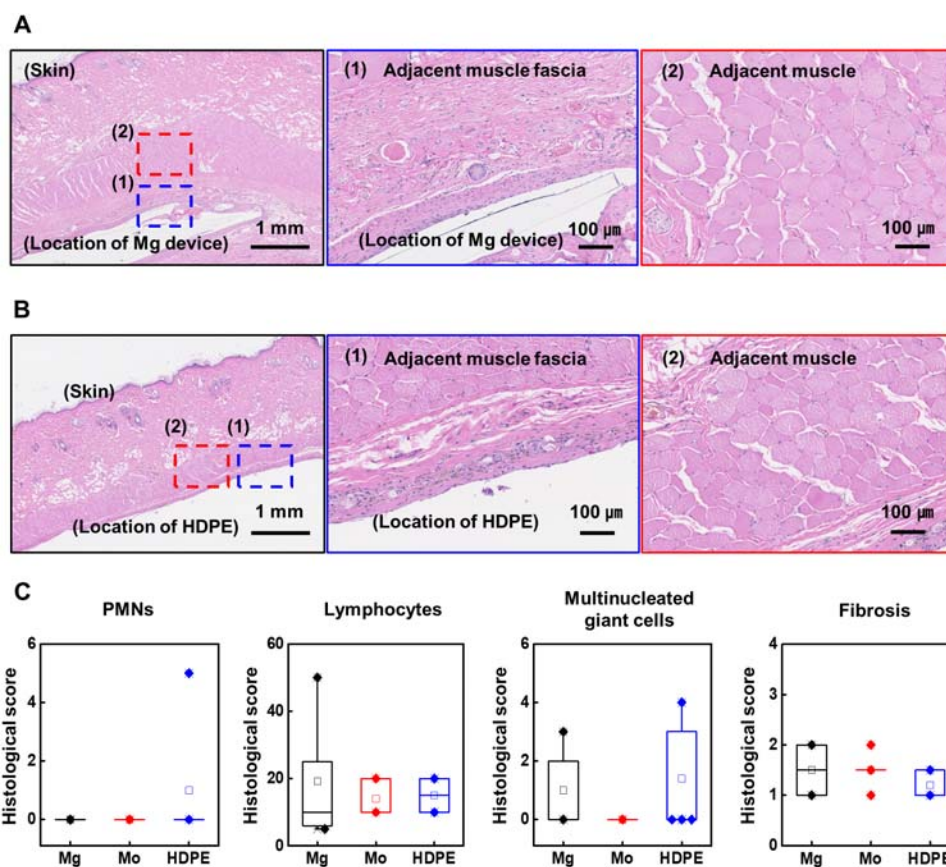 A
(Skin)
(2)
(1)
(Location of Mg device)
1 mm
(1) Adjacent muscle fascia
(Location of Mg device)
100 μm
(2) Adjacent muscle
100 μm
B
(Skin)
(2) (1)
(Location of HDPE)
1 mm
(1) Adjacent muscle fascia
(Location of HDPE)
100 μm
(2) Adjacent muscle
100 μm
C
PMNs
Histological score
6
4
2
0
Mg Mo HDPE
Lymphocytes
Histological score
60
40
20
0
Mg Mo HDPE
Multinucleated
giant cells
Histological score
6
4
2
0
Mg Mo HDPE
Fibrosis
Histological score
4
3
2
1
0
Mg Mo HDPE